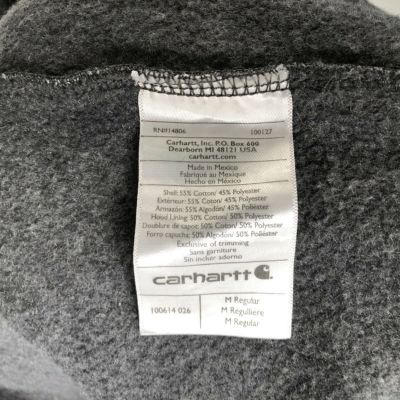 RN#14806 100127
Carhartt, Inc. P.O. Box 600
Dearborn MI 48121 USA
carhartt.com
Made in Mexico
Fabriqué au Mexique
Hecho en México
Shell: 55% Cotton/ 45% Polyester
Extérieur: 55% Coton/ 45% Polyester
Armazón: 55% Algodón/ 45% Poliéster
Hood Lining: 50% Cotton/ 50% Polyester
Doublure de capot: 50% Coton/ 50% Polyester
Forro capucha: 50% Algodón/ 50% Poliéster
Exclusive of trimming
Sans garniture
Sin incluir adorno
carhartt
100614 026
M Regular
M Regulière
M Regular